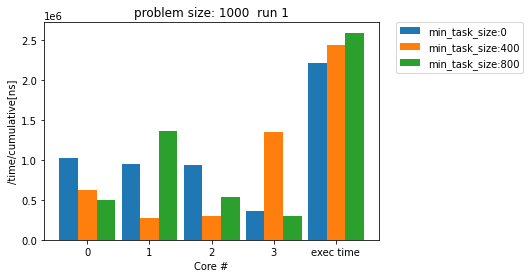 problem size: 1000  run 1
1e6
2.5
2.0
1.5
1.0
0.5
0.0
/time/cumulative[ns]
0 1 2 3 exec time
Core #
min_task_size:0
min_task_size:400
min_task_size:800